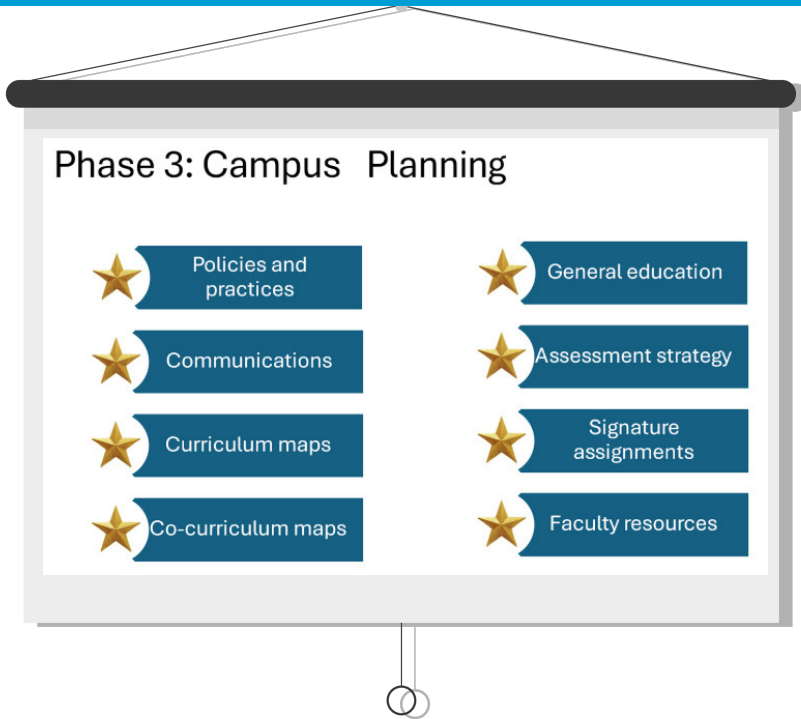 Phase 3: Campus Planning
Policies and
practices
Communications
Curriculum maps
Co-curriculum maps
General education
Assessment strategy
Signature
assignments
Faculty resources